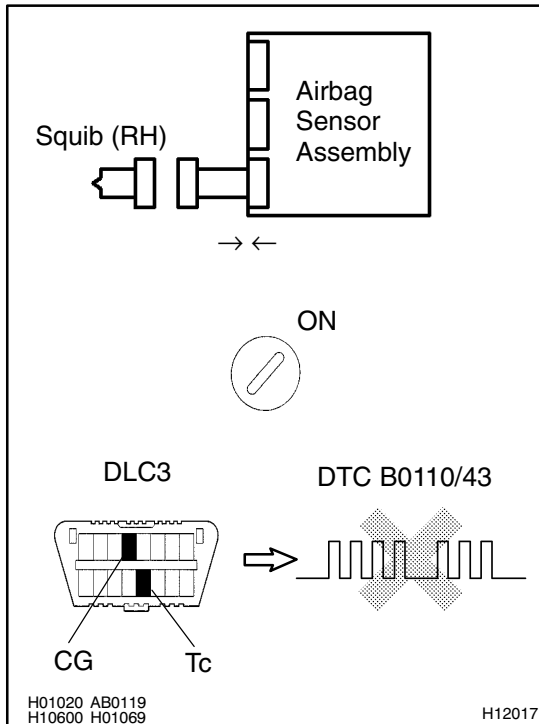 Airbag
Sensor
Assembly
Squib (RH)
ON
DLC3
DTC B0110/43
CG
Tc
H01020 AB0119
H10600 H01069
H12017